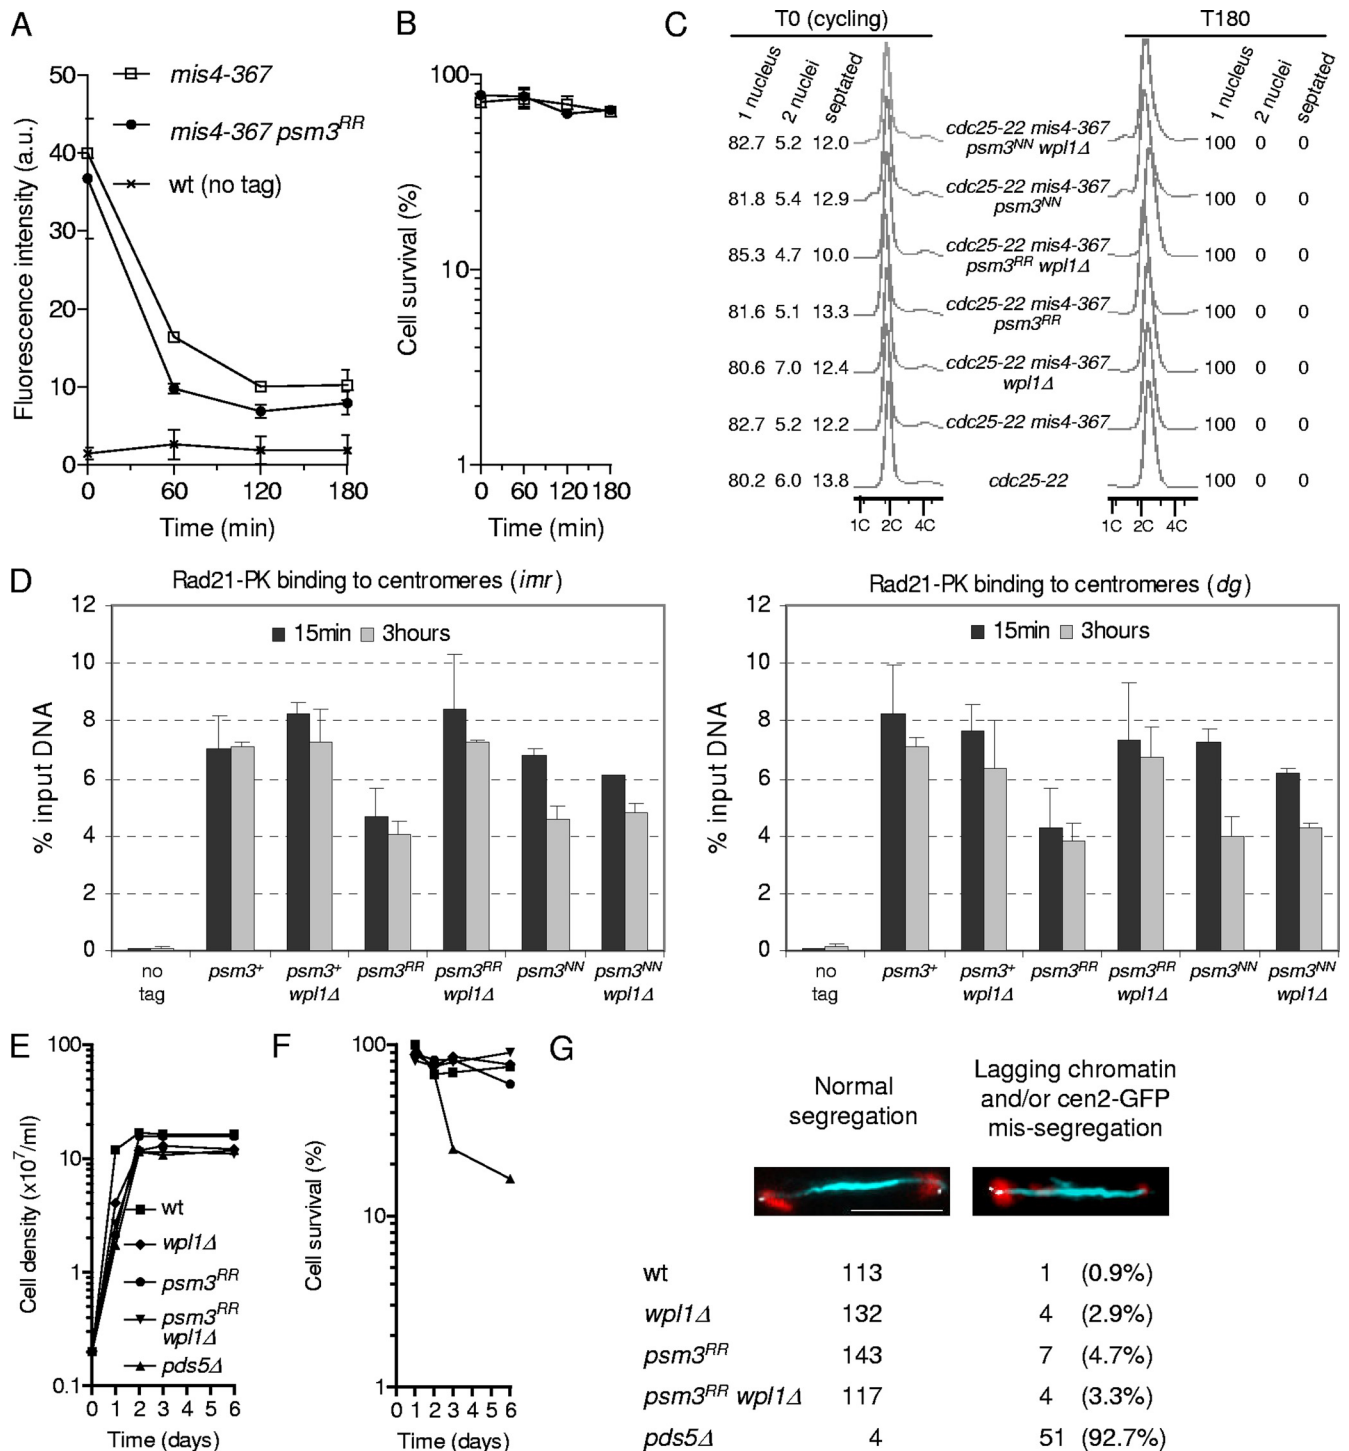 A
mis4-367
mis4-367 psm3RR
wt (no tag)
Fluorescence intensity (a.u.)
50
40
30
20
10
0
0 60 120 180
Time (min)
B
Cell survival (%)
100
10
1
0 60 120 180
Time (min)
C
T0 (cycling)
T180
1 nucleus 2 nuclei septated
1 nucleus 2 nuclei septated
82.7 5.2 12.0 cdc25-22 mis4-367 100 0 0
psm3NN wpl1Δ
81.8 5.4 12.9 cdc25-22 mis4-367 100 0 0
psm3NN
85.3 4.7 10.0 cdc25-22 mis4-367 100 0 0
psm3RR wpl1Δ
81.6 5.1 13.3 cdc25-22 mis4-367 100 0 0
psm3RR
80.6 7.0 12.4 cdc25-22 mis4-367 100 0 0
wpl1Δ
82.7 5.2 12.2 cdc25-22 mis4-367 100 0 0
80.2 6.0 13.8 cdc25-22 100 0 0
1C 2C 4C
1C 2C 4C
D
Rad21-PK binding to centromeres (imr)
% input DNA
12
10
8
6
4
2
0
15min 3hours
no psm3+ psm3+ psm3RR psm3RR psm3NN psm3NN
tag wpl1Δ wpl1Δ wpl1Δ
Rad21-PK binding to centromeres (dg)
% input DNA
12
10
8
6
4
2
0
15min 3hours
no psm3+ psm3+ psm3RR psm3RR psm3NN psm3NN
tag wpl1Δ wpl1Δ wpl1Δ
E
Cell density (x107/ml)
100
10
1
0.1
wt
wpl1Δ
psm3RR
psm3RR
wpl1Δ
pds5Δ
0 1 2 3 4 5 6
Time (days)
F
Cell survival (%)
100
10
1
0 1 2 3 4 5 6
Time (days)
G
Normal
segregation
Lagging chromatin
and/or cen2-GFP
mis-segregation
wt 113 1 (0.9%)
wpl1Δ 132 4 (2.9%)
psm3RR 143 7 (4.7%)
psm3RR wpl1Δ 117 4 (3.3%)
pds5Δ 4 51 (92.7%)